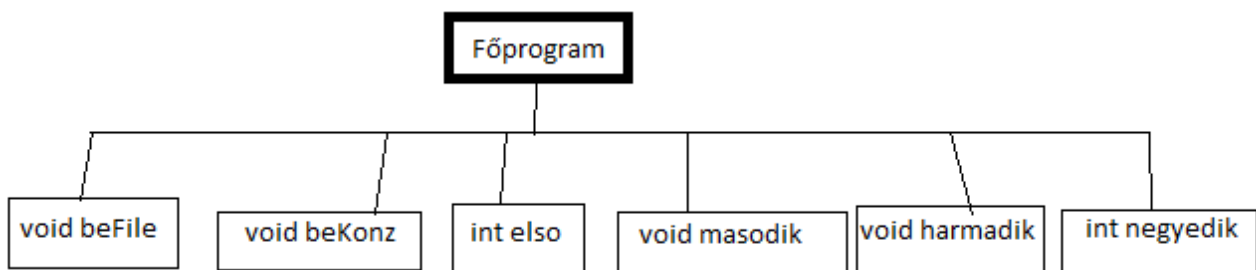 Főprogram
void beFile
void beKonz
int elso
void masodik
void harmadik
int negyedik